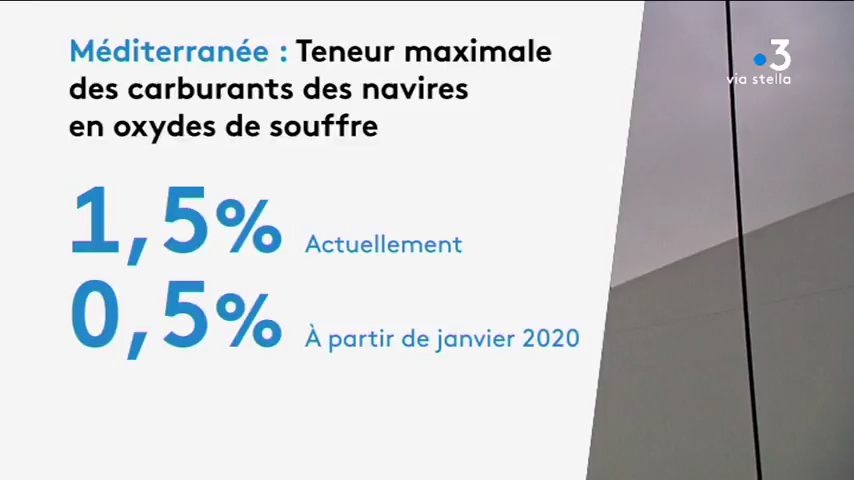 Méditerranée : Teneur maximale
des carburants des navires
en oxydes de souffre
1,5% Actuellement
0,5% À partir de janvier 2020
3
via stella